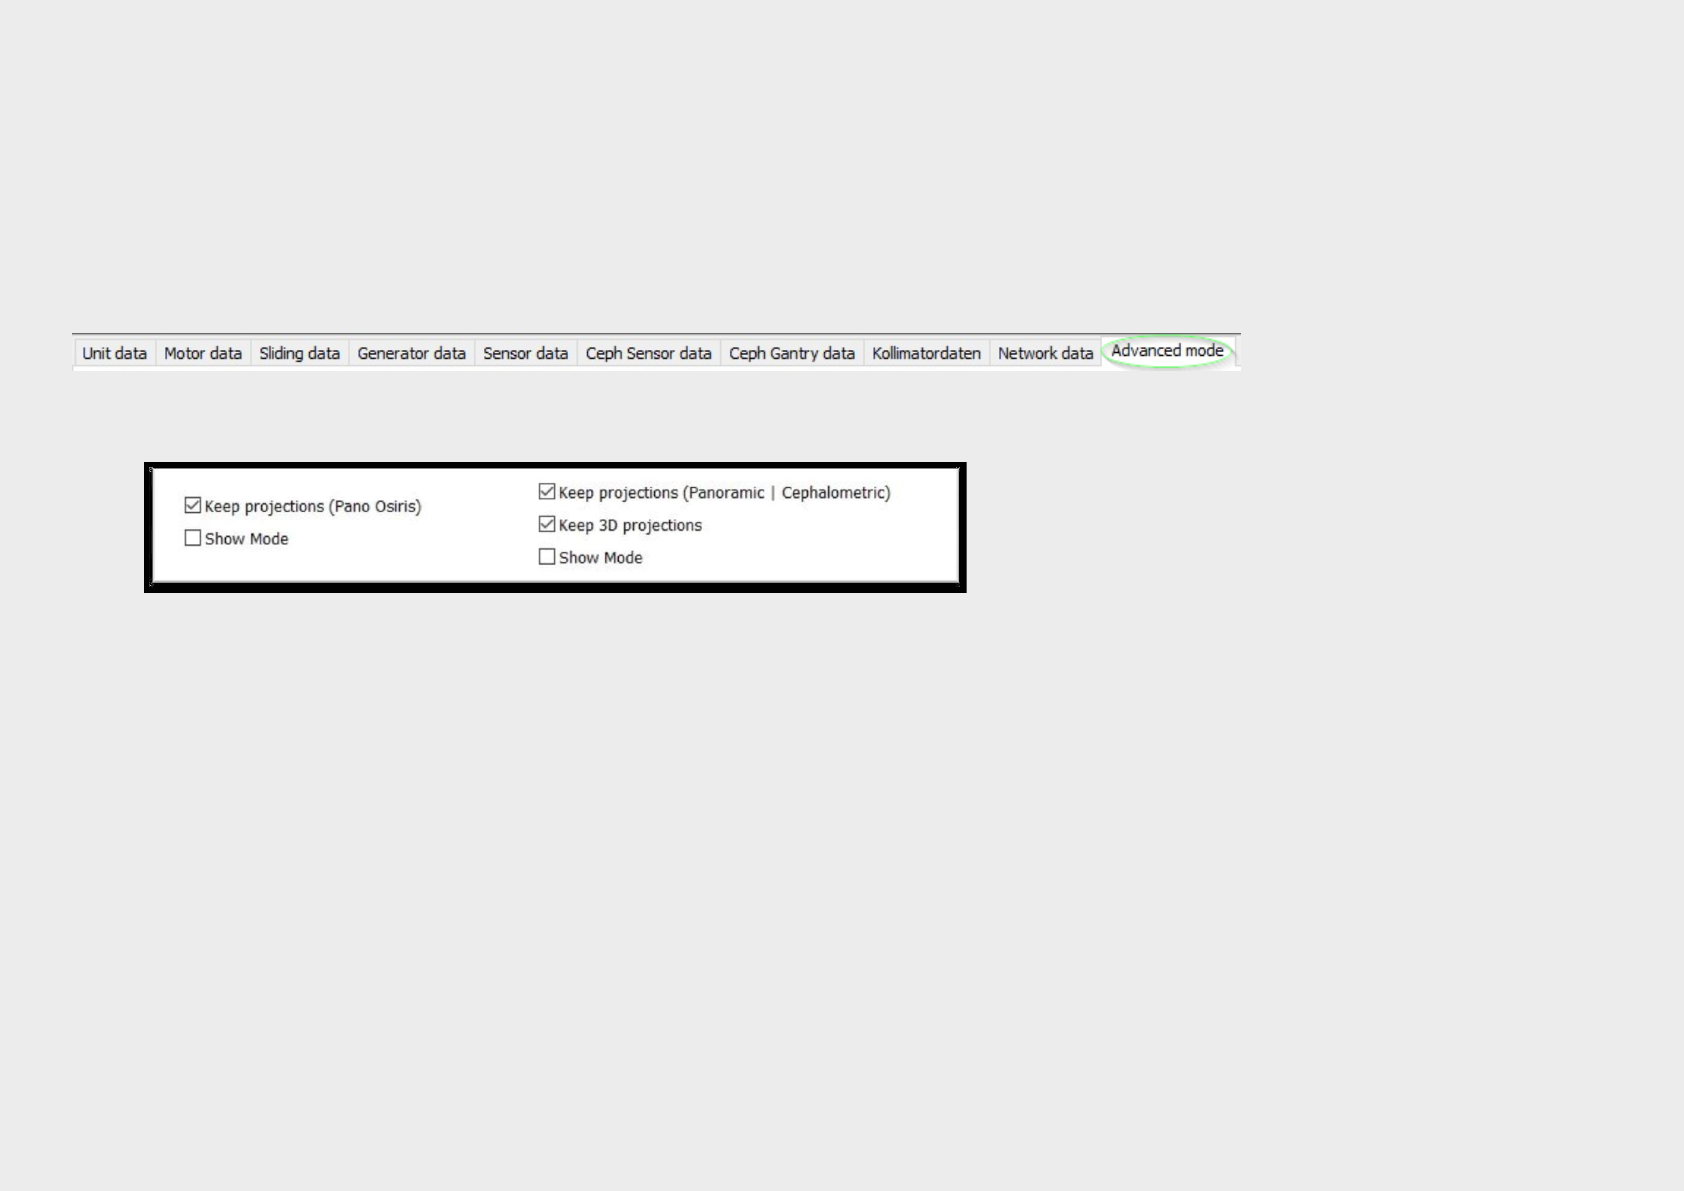 Unit data Motor data Sliding data Generator data Sensor data Ceph Sensor data Ceph Gantry data Kollimatordaten Network data Advanced mode
Keep projections (Pano Osiris)
Show Mode
Keep projections (Panoramic | Cephalometric)
Keep 3D projections
Show Mode